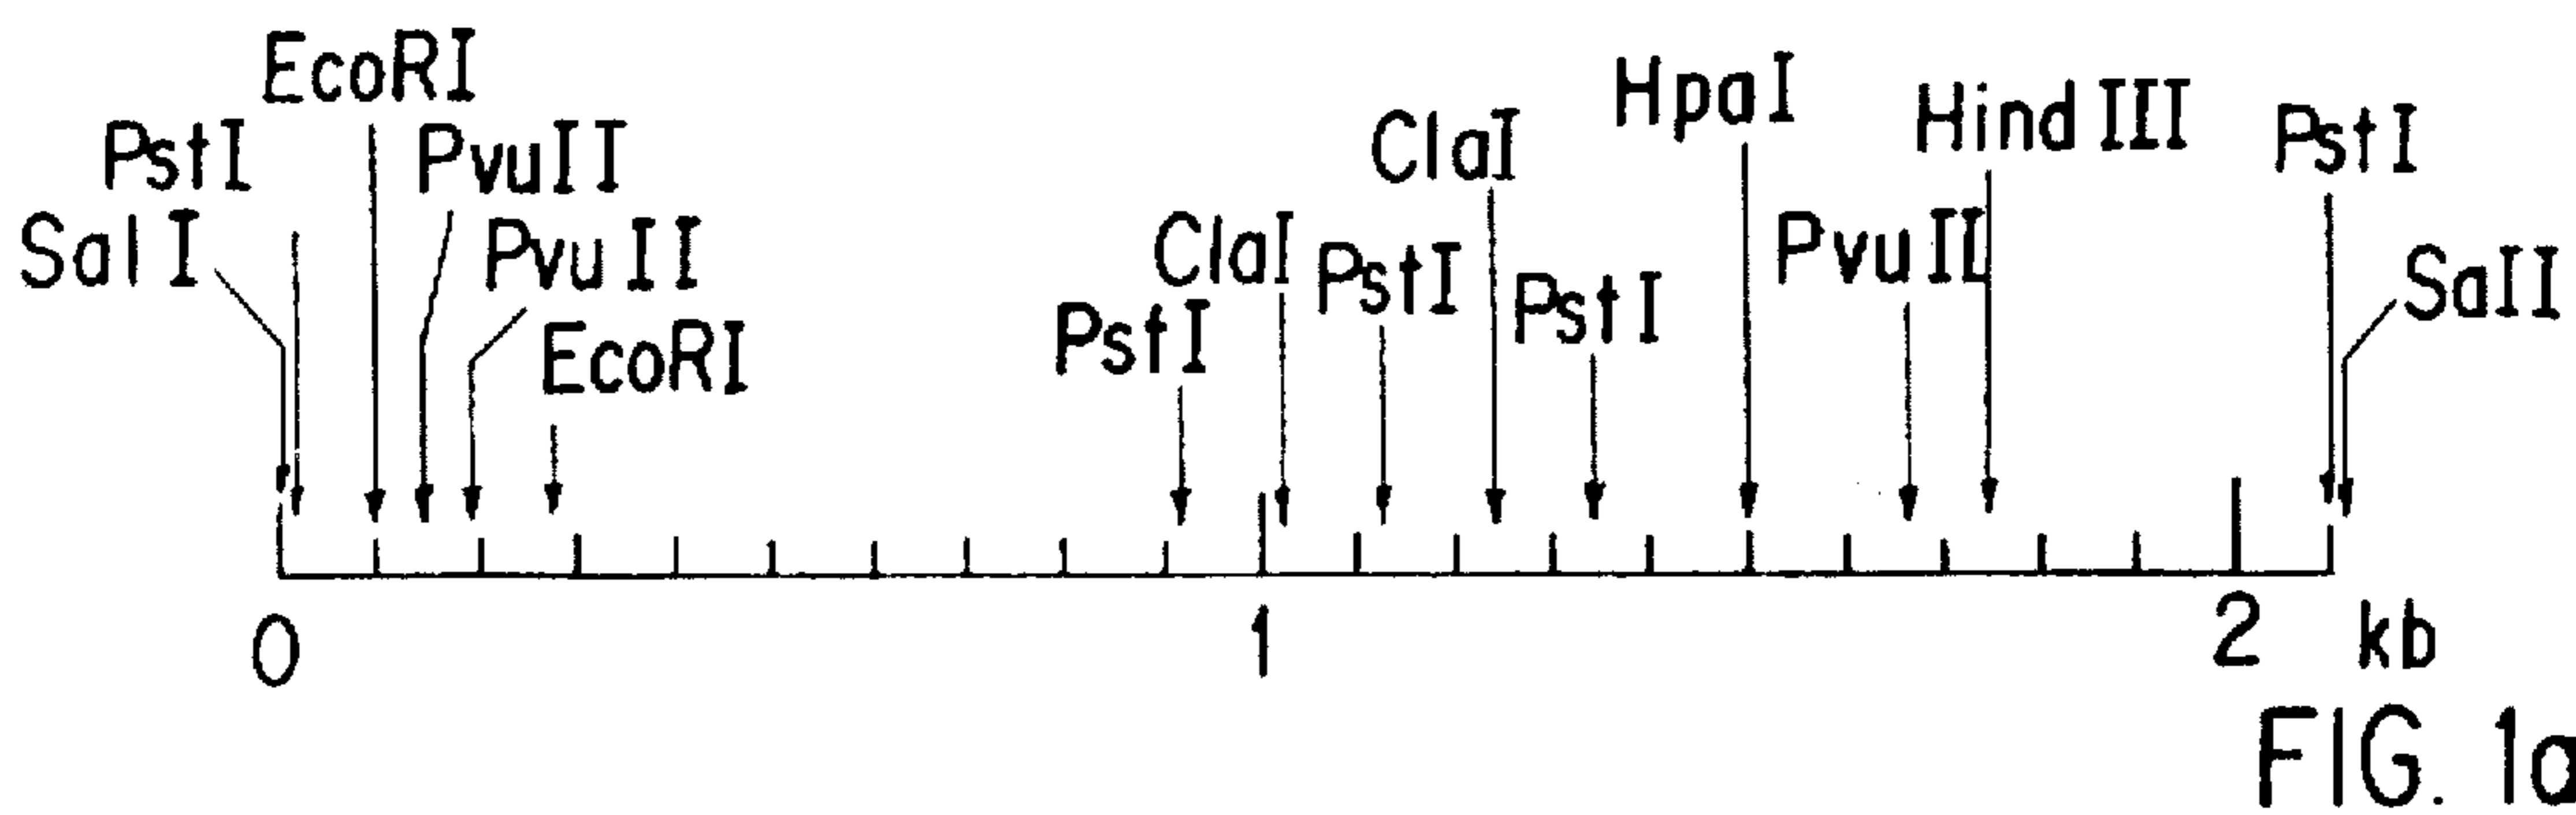 EcoRI
HpaI
HindIII
PstI
ClaI
PstI
PvuII
SalI
PvuII
ClaI
PstI
PvuII
SaII
PstI
PstI
EcoRI
0
1
2 kb
FIG. 1a